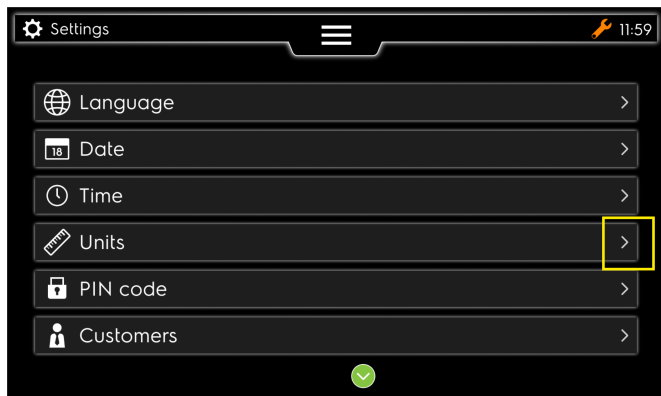 Settings
11:59
Language
18 Date
Time
Units
PIN code
Customers